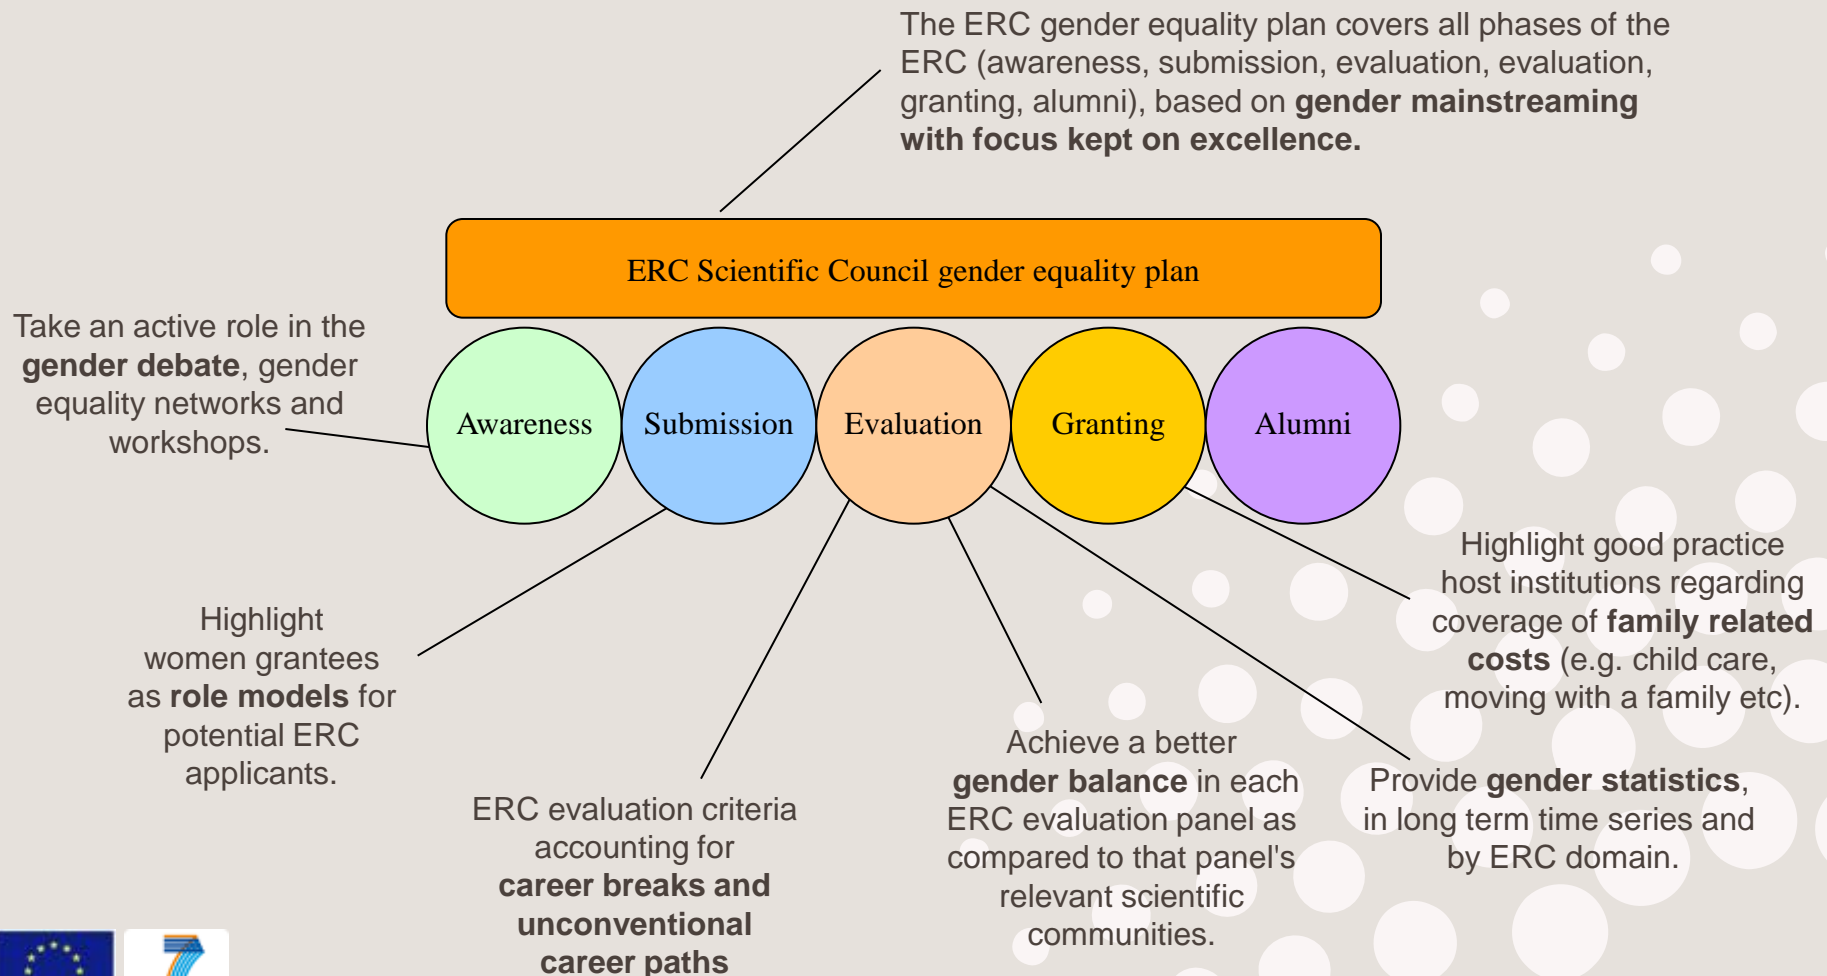 The ERC gender equality plan covers all phases of the
ERC (awareness, submission, evaluation, evaluation,
granting, alumni), based on gender mainstreaming
with focus kept on excellence.
ERC Scientific Council gender equality plan
Take an active role in the
gender debate, gender
equality networks and
workshops.
Awareness
Submission
Evaluation
Granting
Alumni
Highlight
women grantees
as role models for
potential ERC
applicants.
ERC evaluation criteria
accounting for
career breaks and
unconventional
career paths
Achieve a better
gender balance in each
ERC evaluation panel as
compared to that panel's
relevant scientific
communities.
Provide gender statistics,
in long term time series and
by ERC domain.
Highlight good practice
host institutions regarding
coverage of family related
costs (e.g. child care,
moving with a family etc).
7